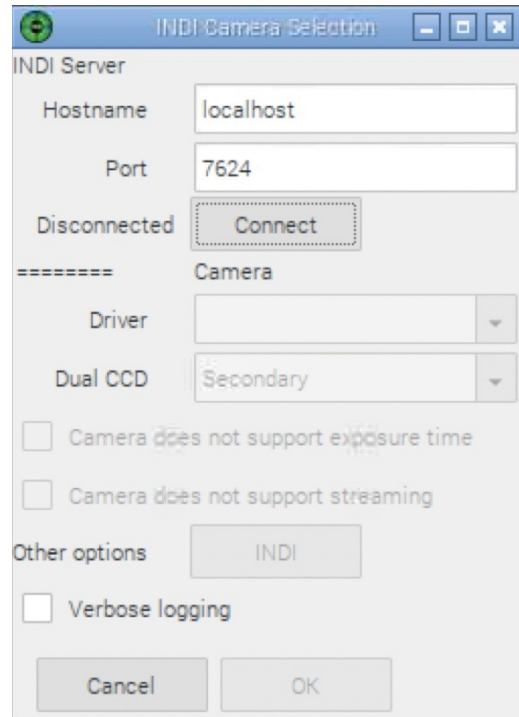 INDI Camera Selection
INDI Server
Hostname localhost
Port 7624
Disconnected Connect
======== Camera
Driver
Dual CCD Secondary
Camera does not support exposure time
Camera does not support streaming
Other options INDI
Verbose logging
Cancel OK